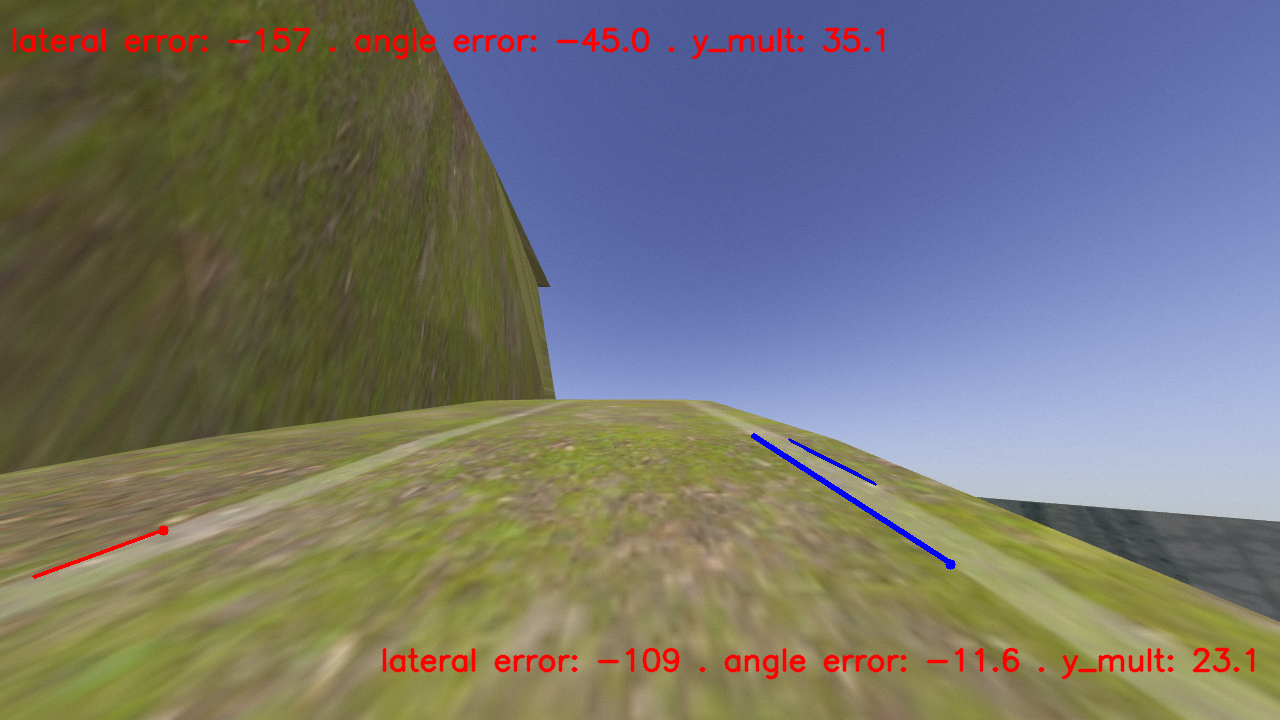 lateral error: −157 . angle error: −45.0 . y_mult: 35.1
lateral error: −109 . angle error: −11.6 . y_mult: 23.1